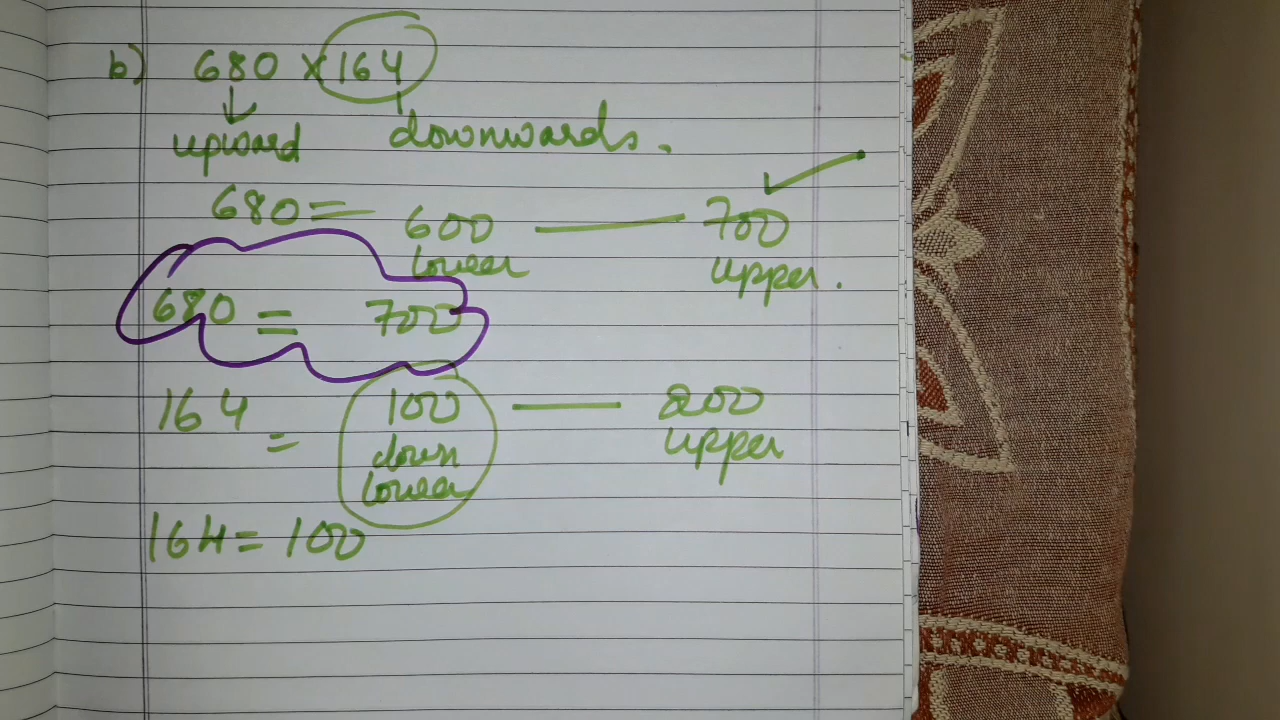 b) 680 × 164
upward downwards.
680 = 600 — 700
lower upper.
680 = 700
164 = 100 — 200
down upper
lower
164 = 100